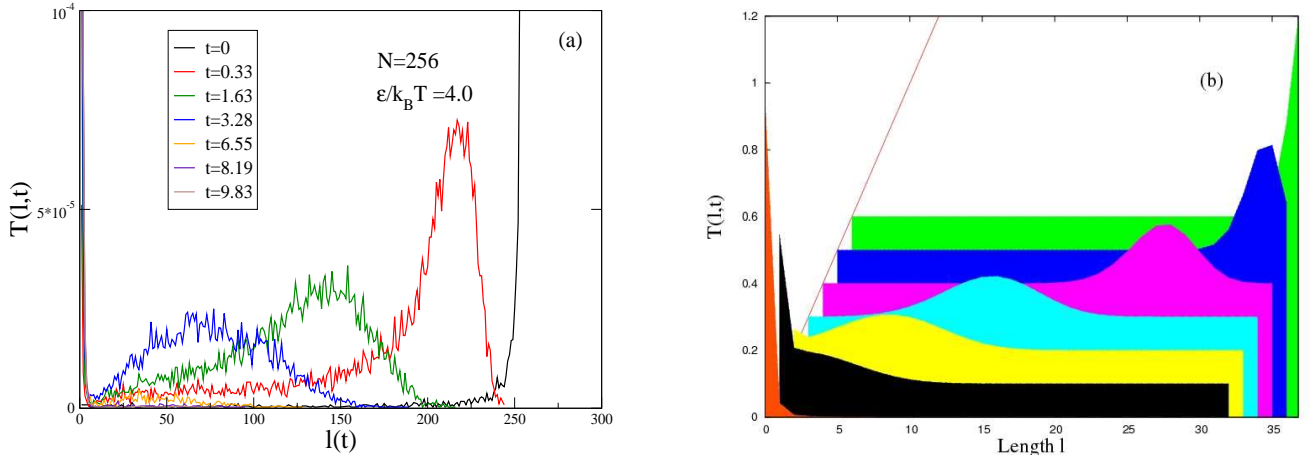 10^-4
5*10^-5
0
T(l,t)
t=0
t=0.33
t=1.63
t=3.28
t=6.55
t=8.19
t=9.83
N=256
ε/k_BT =4.0
(a)
0 50 100 150 200 250 300
l(t)
1.2
1
0.8
0.6
0.4
0.2
0
T(l,t)
(b)
0 5 10 15 20 25 30 35
Length l